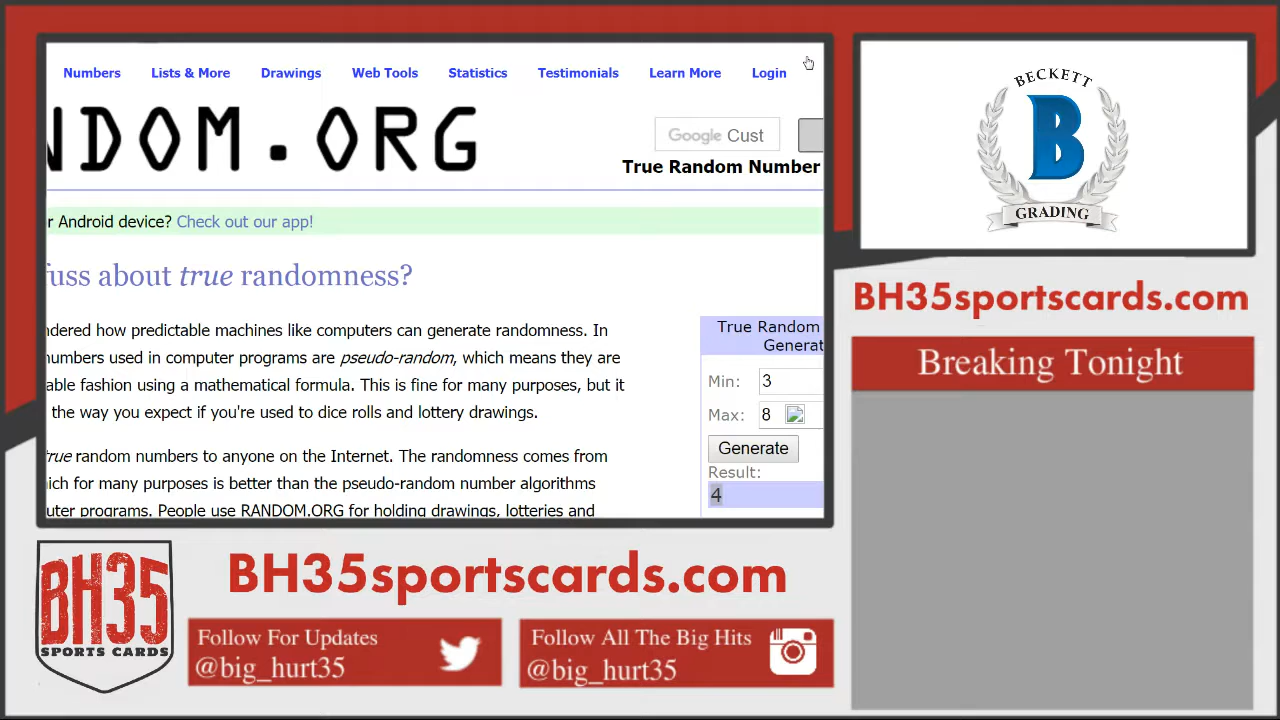 Numbers Lists & More Drawings Web Tools Statistics Testimonials Learn More Login
NDOM.ORG
Google Cust
True Random Number
r Android device? Check out our app!
fuss about true randomness?
ndered how predictable machines like computers can generate randomness. In
numbers used in computer programs are pseudo-random, which means they are
able fashion using a mathematical formula. This is fine for many purposes, but it
the way you expect if you're used to dice rolls and lottery drawings.
true random numbers to anyone on the Internet. The randomness comes from
ich for many purposes is better than the pseudo-random number algorithms
uter programs. People use RANDOM.ORG for holding drawings, lotteries and
True Random
Generat
Min: 3
Max: 8
Generate
Result:
4
BECKETT
B
GRADING
BH35sportscards.com
Breaking Tonight
BH35
SPORTS CARDS
BH35sportscards.com
Follow For Updates
@big_hurt35
Follow All The Big Hits
@big_hurt35